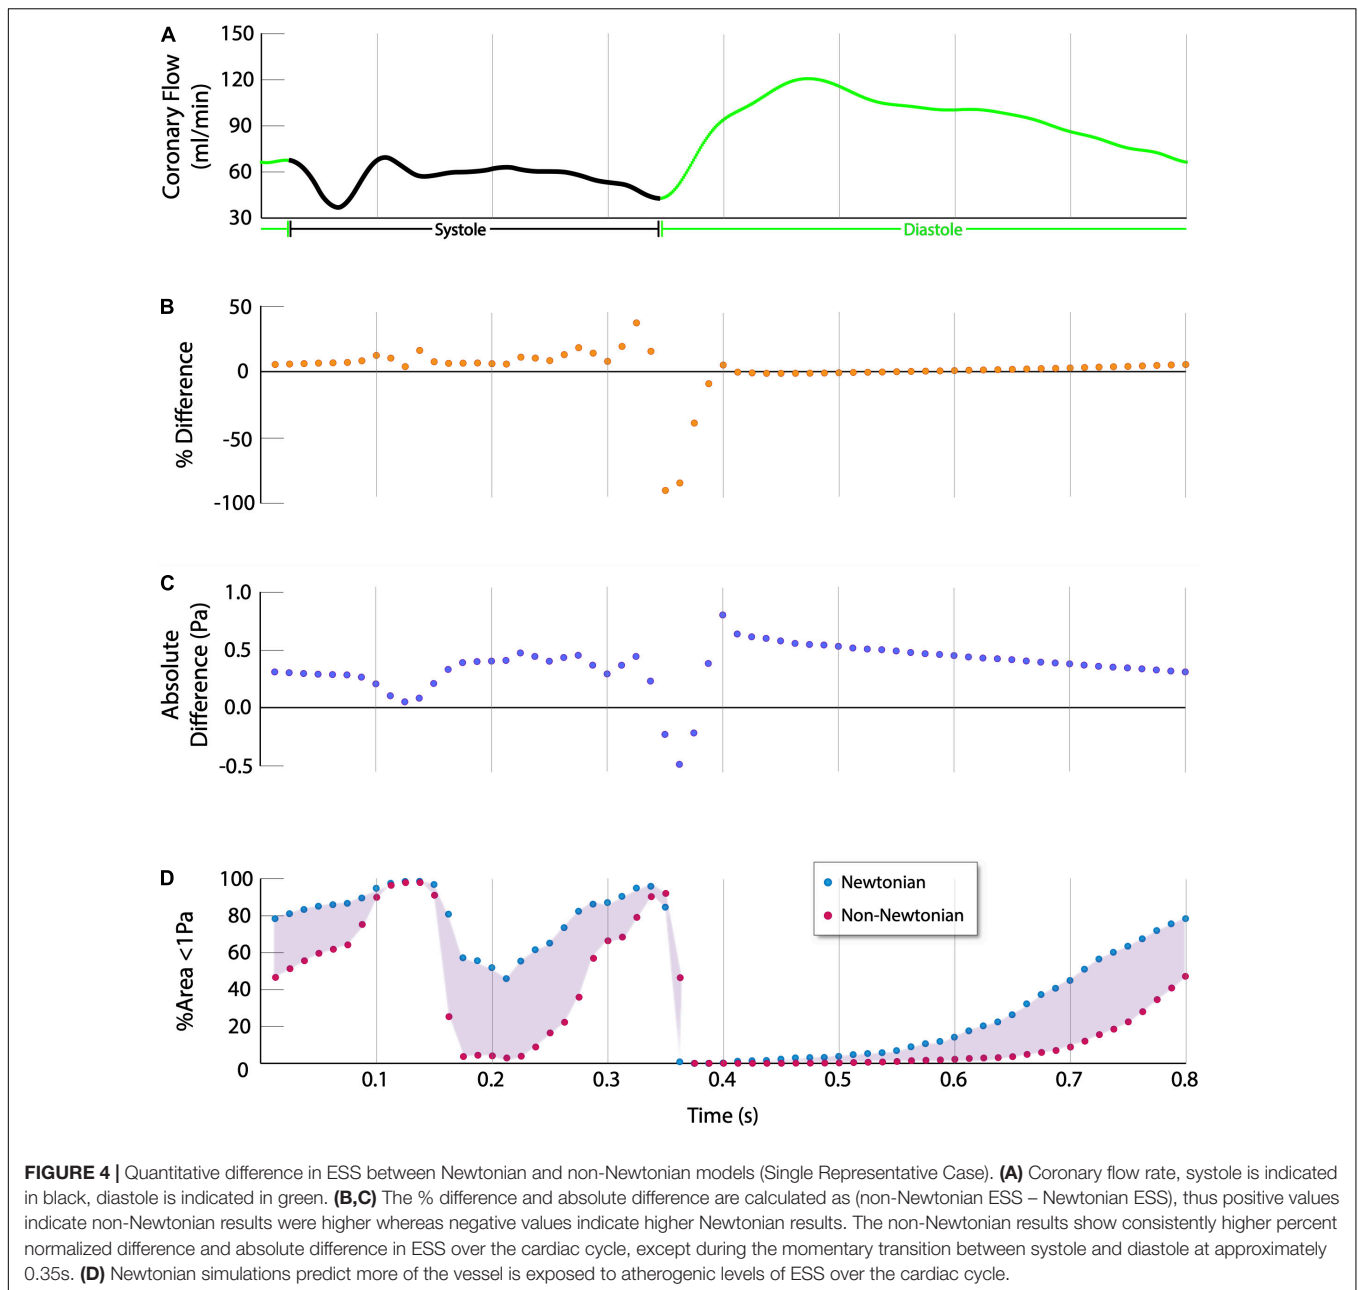 A
150
120
90
60
30
Coronary Flow
(ml/min)
Systole
Diastole
B
50
0
-50
-100
% Difference
C
1.0
0.5
0.0
-0.5
Absolute
Difference (Pa)
D
100
80
60
40
20
0
%Area <1Pa
Newtonian
Non-Newtonian
0.1 0.2 0.3 0.4 0.5 0.6 0.7 0.8
Time (s)
FIGURE 4 | Quantitative difference in ESS between Newtonian and non-Newtonian models (Single Representative Case). (A) Coronary flow rate, systole is indicated
in black, diastole is indicated in green. (B,C) The % difference and absolute difference are calculated as (non-Newtonian ESS – Newtonian ESS), thus positive values
indicate non-Newtonian results were higher whereas negative values indicate higher Newtonian results. The non-Newtonian results show consistently higher percent
normalized difference and absolute difference in ESS over the cardiac cycle, except during the momentary transition between systole and diastole at approximately
0.35s. (D) Newtonian simulations predict more of the vessel is exposed to atherogenic levels of ESS over the cardiac cycle.